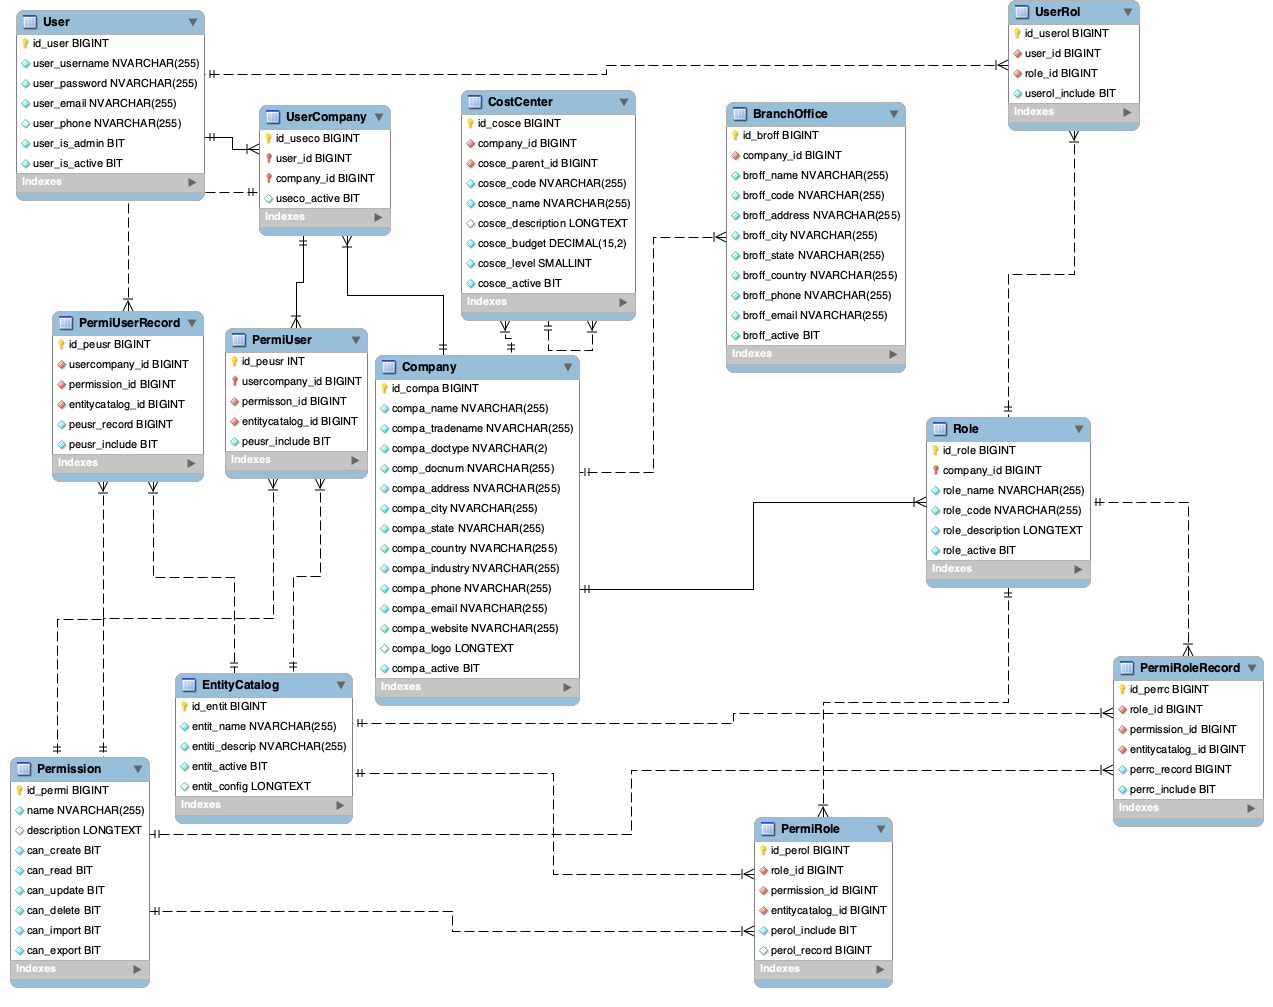 User
id_user BIGINT
user_username NVARCHAR(255)
user_password NVARCHAR(255)
user_email NVARCHAR(255)
user_phone NVARCHAR(255)
user_is_admin BIT
user_is_active BIT
Indexes
UserCompany
id_useco BIGINT
user_id BIGINT
company_id BIGINT
useco_active BIT
Indexes
CostCenter
id_cosce BIGINT
company_id BIGINT
cosce_parent_id BIGINT
cosce_code NVARCHAR(255)
cosce_name NVARCHAR(255)
cosce_description LONGTEXT
cosce_budget DECIMAL(15,2)
cosce_level SMALLINT
cosce_active BIT
Indexes
BranchOffice
id_broff BIGINT
company_id BIGINT
broff_name NVARCHAR(255)
broff_code NVARCHAR(255)
broff_address NVARCHAR(255)
broff_city NVARCHAR(255)
broff_state NVARCHAR(255)
broff_country NVARCHAR(255)
broff_phone NVARCHAR(255)
broff_email NVARCHAR(255)
broff_active BIT
Indexes
UserRol
id_userol BIGINT
user_id BIGINT
role_id BIGINT
userol_include BIT
Indexes
PermiUserRecord
id_peusr BIGINT
usercompany_id BIGINT
permission_id BIGINT
entitycatalog_id BIGINT
peusr_record BIGINT
peusr_include BIT
Indexes
PermiUser
id_peusr INT
usercompany_id BIGINT
permisson_id BIGINT
entitycatalog_id BIGINT
peusr_include BIT
Indexes
Company
id_compa BIGINT
compa_name NVARCHAR(255)
compa_tradename NVARCHAR(255)
compa_doctype NVARCHAR(2)
comp_docnum NVARCHAR(255)
compa_address NVARCHAR(255)
compa_city NVARCHAR(255)
compa_state NVARCHAR(255)
compa_country NVARCHAR(255)
compa_industry NVARCHAR(255)
compa_phone NVARCHAR(255)
compa_email NVARCHAR(255)
compa_website NVARCHAR(255)
compa_logo LONGTEXT
compa_active BIT
Indexes
Role
id_role BIGINT
company_id BIGINT
role_name NVARCHAR(255)
role_code NVARCHAR(255)
role_description LONGTEXT
role_active BIT
Indexes
EntityCatalog
id_entit BIGINT
entit_name NVARCHAR(255)
entiti_descrip NVARCHAR(255)
entit_active BIT
entit_config LONGTEXT
Indexes
PermiRoleRecord
id_perrc BIGINT
role_id BIGINT
permission_id BIGINT
entitycatalog_id BIGINT
perrc_record BIGINT
perrc_include BIT
Indexes
Permission
id_permi BIGINT
name NVARCHAR(255)
description LONGTEXT
can_create BIT
can_read BIT
can_update BIT
can_delete BIT
can_import BIT
can_export BIT
Indexes
PermiRole
id_perol BIGINT
role_id BIGINT
permission_id BIGINT
entitycatalog_id BIGINT
perol_include BIT
perol_record BIGINT
Indexes